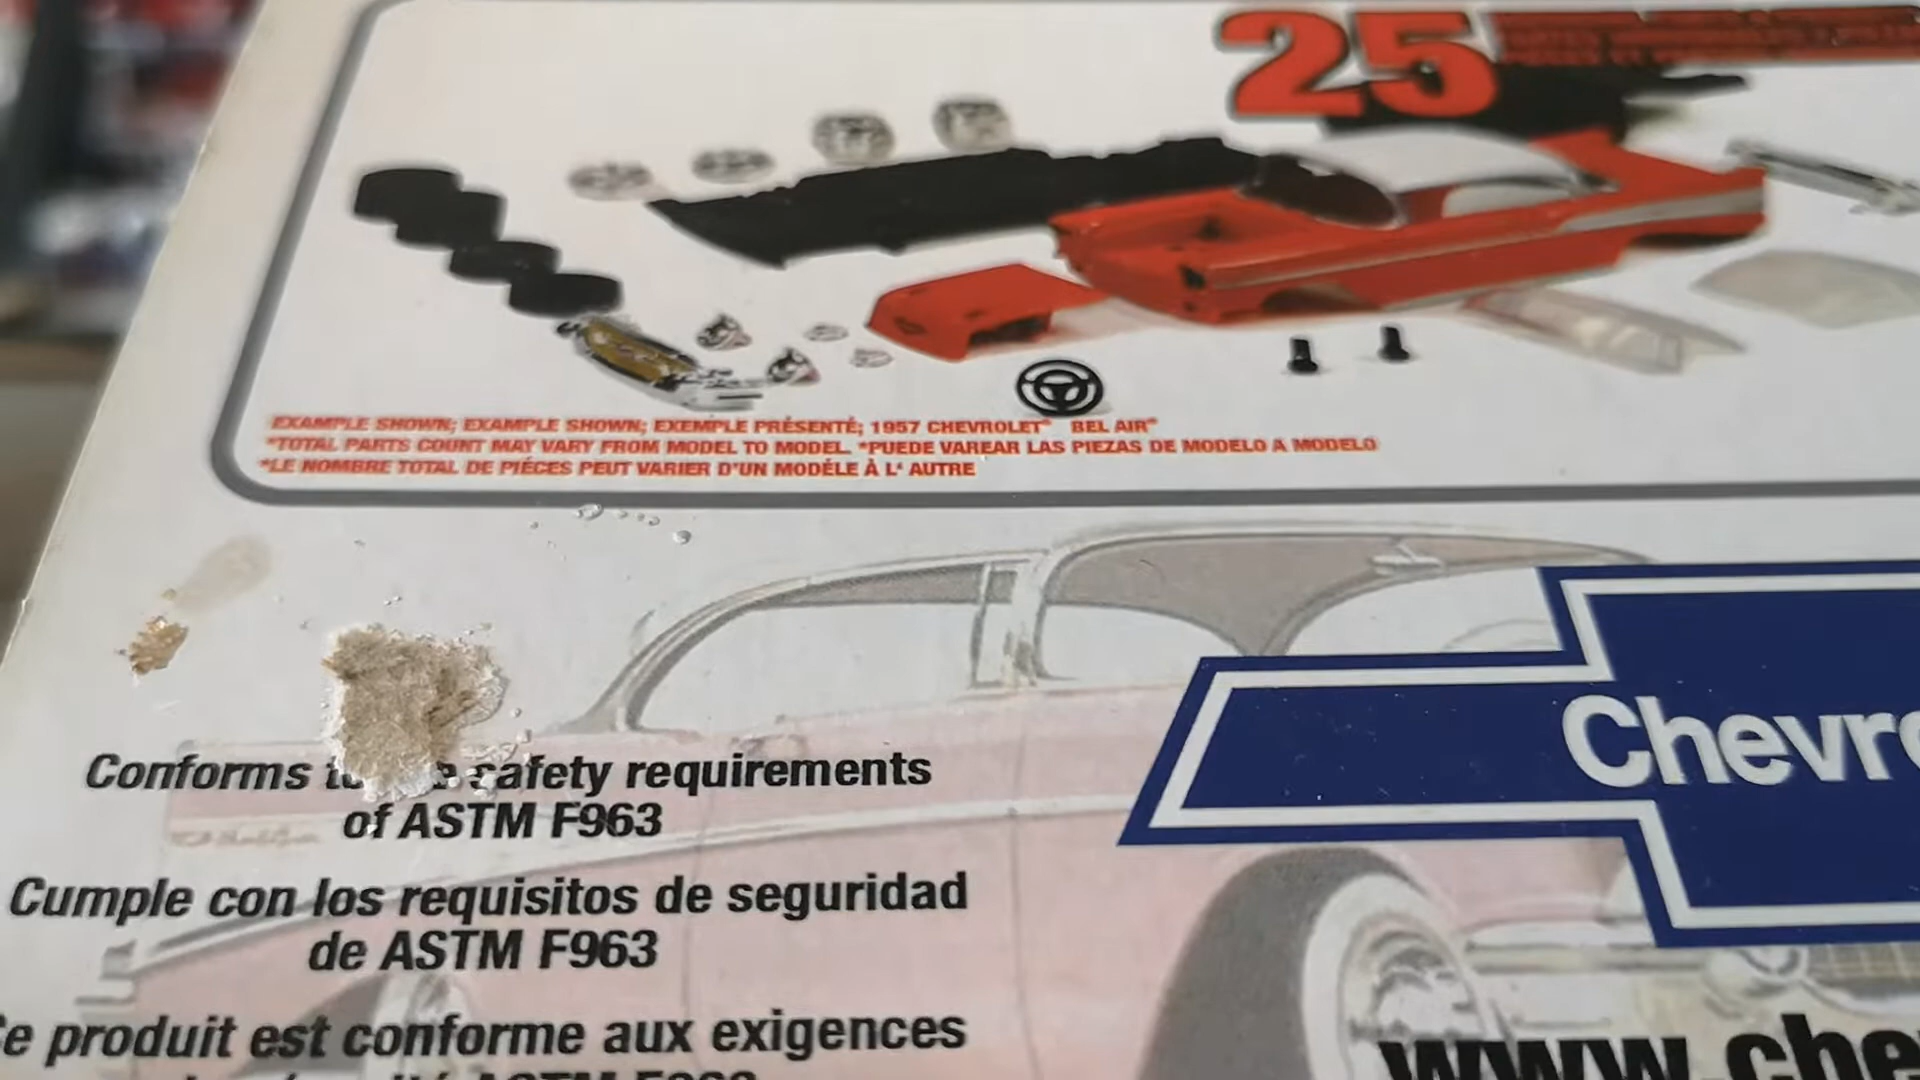 25
EXAMPLE SHOWN; EXAMPLE SHOWN; EXEMPLE PRÉSENTÉ; 1957 CHEVROLET® BEL AIR®
*TOTAL PARTS COUNT MAY VARY FROM MODEL TO MODEL. *PUEDE VAREAR LAS PIEZAS DE MODELO A MODELO
*LE NOMBRE TOTAL DE PIÉCES PEUT VARIER D'UN MODÈLE À L' AUTRE
Chevro
Conforms safety requirements
of ASTM F963
Cumple con los requisitos de seguridad
de ASTM F963
e produit est conforme aux exigences
www.che